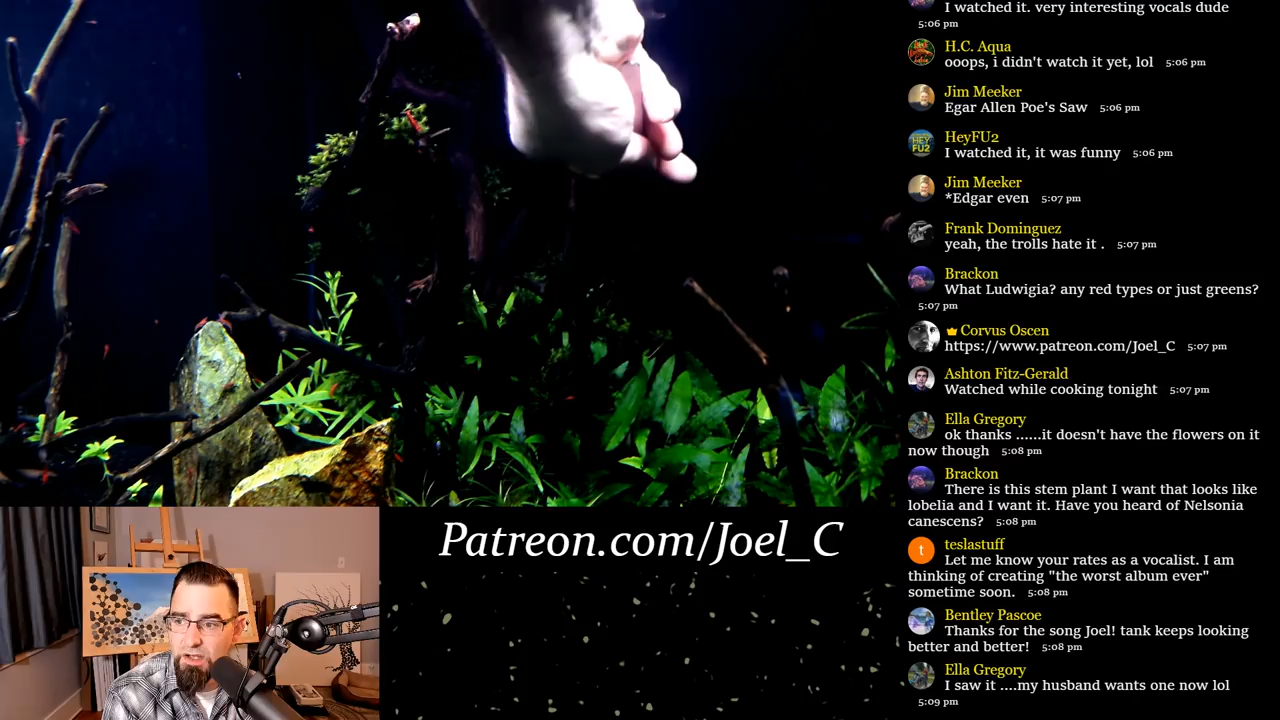 I watched it. very interesting vocals dude
5:06 pm
H.C. Aqua
ooops, i didn't watch it yet, lol 5:06 pm
Jim Meeker
Egar Allen Poe's Saw 5:06 pm
HEY FU2
HeyFU2
I watched it, it was funny 5:07 pm
Jim Meeker
*Edgar even 5:07 pm
Frank Dominguez
yeah, the trolls hate it . 5:07 pm
Brackon
What Ludwigia? any red types or just greens?
5:07 pm
Corvus Oscen
https://www.patreon.com/Joel_C 5:07 pm
Ashton Fitz-Gerald
Watched while cooking tonight 5:07 pm
Ella Gregory
ok thanks ......it doesn't have the flowers on it
now though 5:08 pm
Brackon
There is this stem plant I want that looks like
lobelia and I want it. Have you heard of Nelsonia
canescens? 5:08 pm
t
teslastuff
Let me know your rates as a vocalist. I am
thinking of creating "the worst album ever"
sometime soon. 5:08 pm
Bentley Pascoe
Thanks for the song Joel! tank keeps looking
better and better! 5:08 pm
Ella Gregory
I saw it ....my husband wants one now lol
5:09 pm
Patreon.com/Joel_C